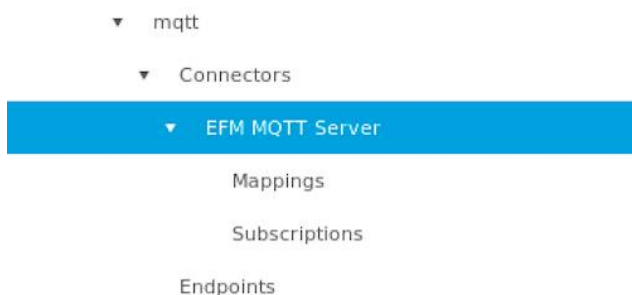 mqtt
Connectors
EFM MQTT Server
Mappings
Subscriptions
Endpoints